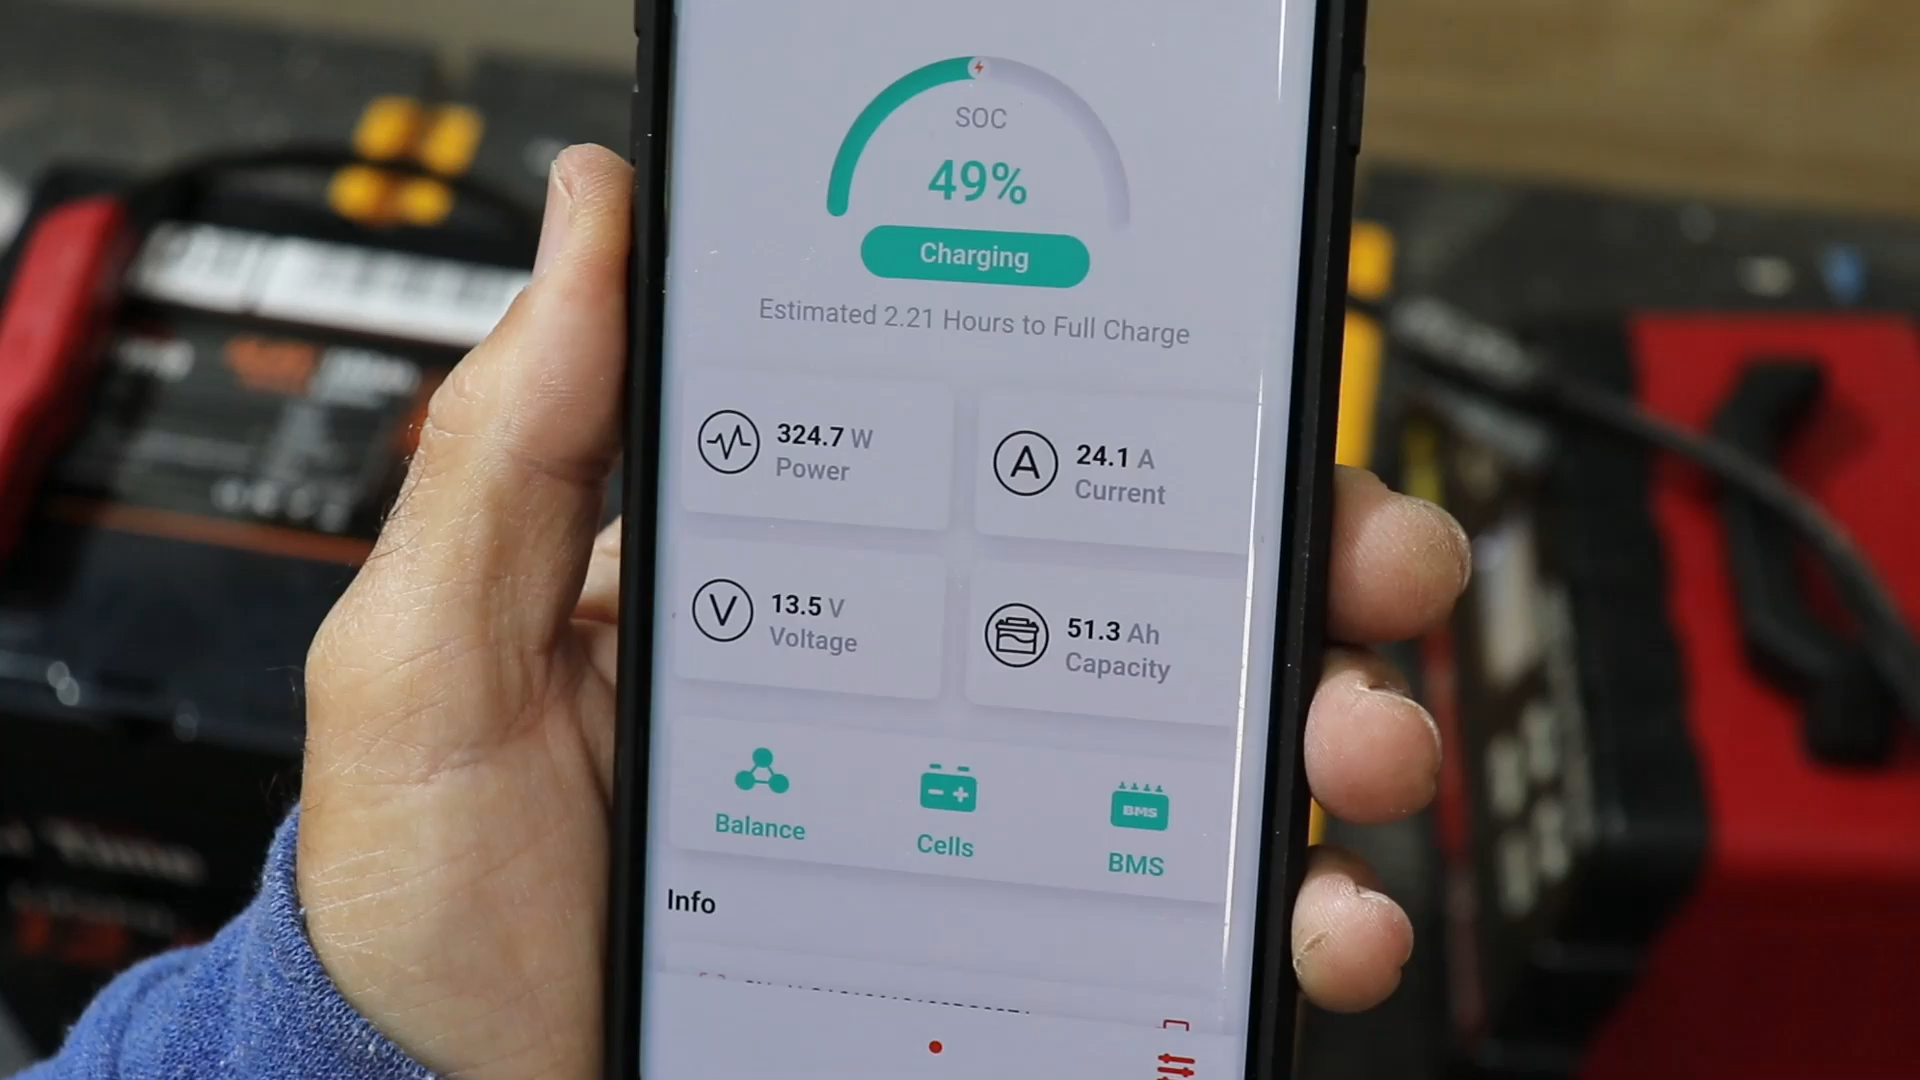 SOC
49%
Charging
Estimated 2.21 Hours to Full Charge
324.7 W
Power
24.1 A
Current
13.5 V
Voltage
51.3 Ah
Capacity
Balance
Cells
BMS
BMS
Info